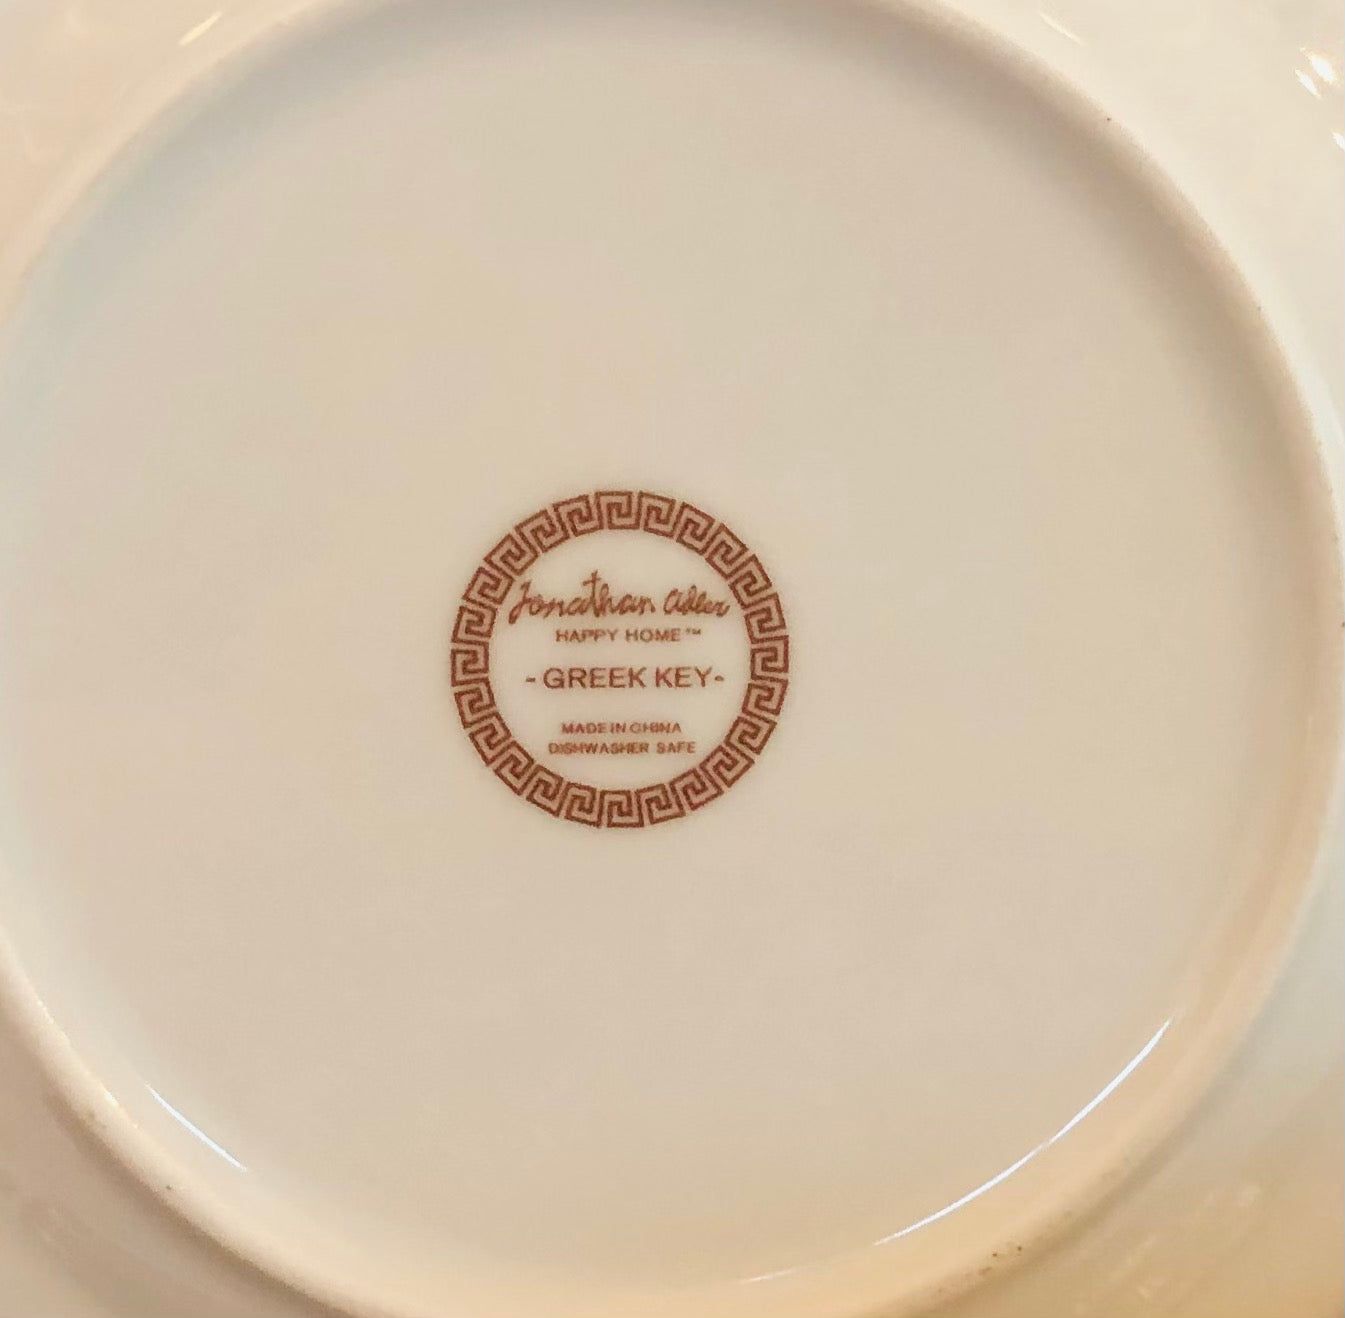 Jonathan Adler
HAPPY HOME™
- GREEK KEY-
MADE IN CHINA
DISHWASHER SAFE